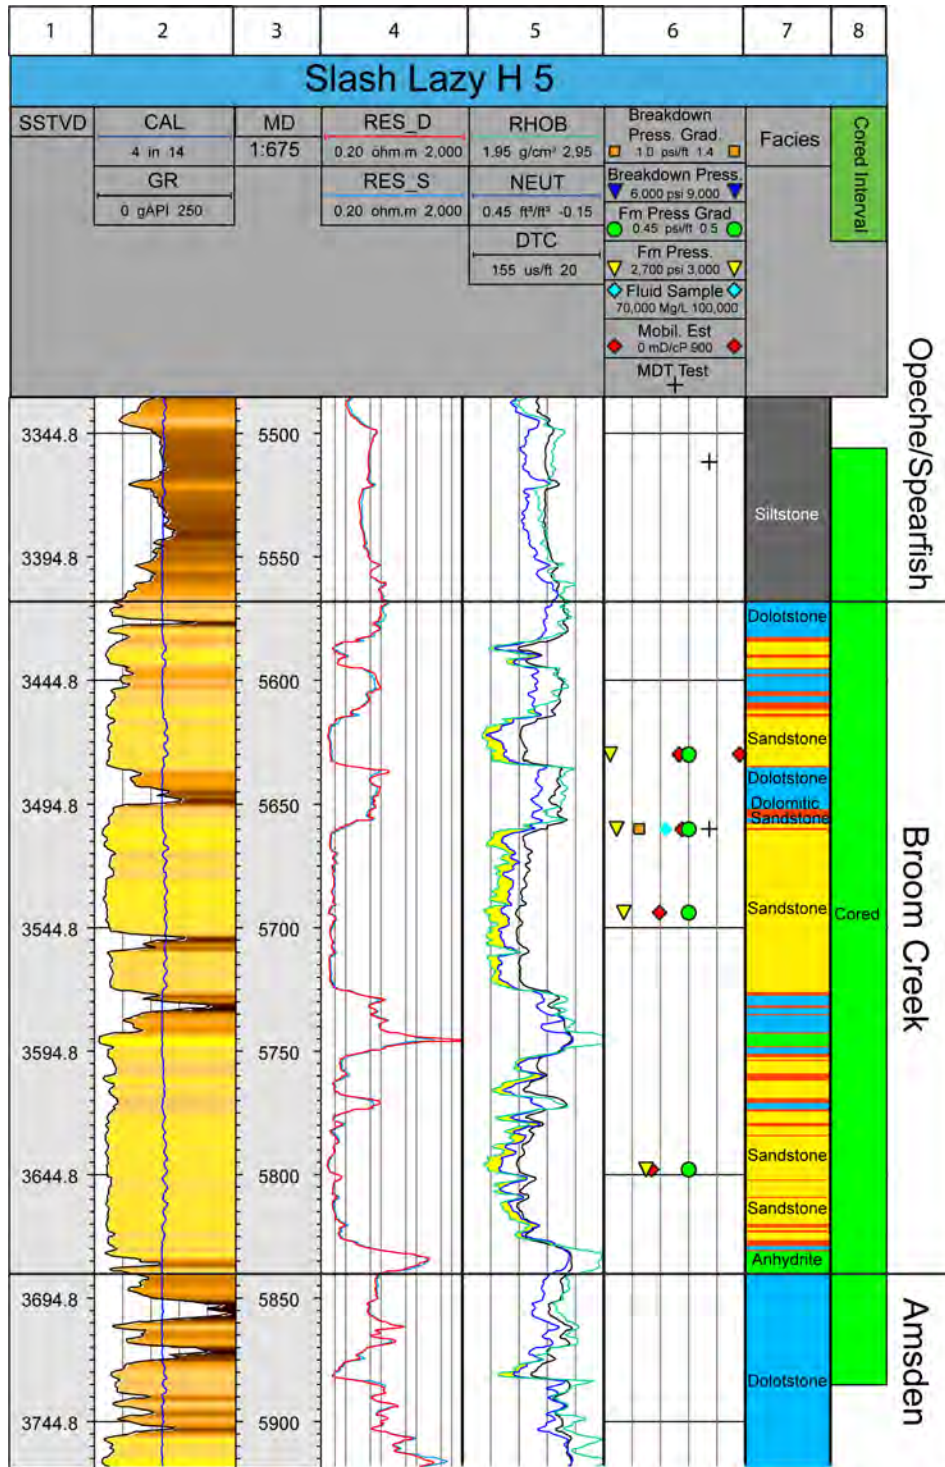 1 2 3 4 5 6 7 8
Slash Lazy H 5
SSTVD CAL MD RES_D RHOB Breakdown Press. Grad. Facies Cored Interval
4 in 14 1:675 0.20 ohm.m 2,000 1.95 g/cm³ 2.95 1.0 psi/ft 1.4
GR RES_S NEUT Breakdown Press.
0 gAPI 250 0.20 ohm.m 2,000 0.45 ft³/ft³ -0.15 6,000 psi 9,000
DTC Fm Press Grad
155 us/ft 20 0.45 psi/ft 0.5
Fm Press.
2,700 psi 3,000
Fluid Sample
70,000 Mg/L 100,000
Mobil. Est
0 mD/cP 900
MDT Test
Opeche/Spearfish
3344.8 5500
Siltstone
3394.8 5550
Dolotstone
3444.8 5600
Sandstone
Dolotstone
3494.8 5650 Dolomitic
Sandstone
Broom Creek
Sandstone Cored
3544.8 5700
3594.8 5750
Sandstone
3644.8 5800
Sandstone
Anhydrite
3694.8 5850
Amsden
Dolotstone
3744.8 5900